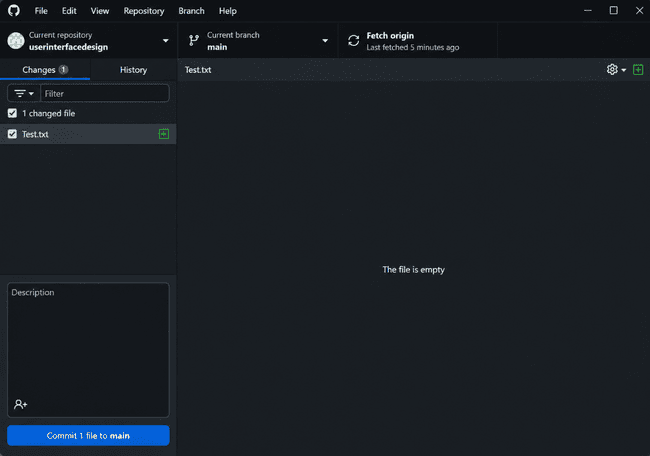 File Edit View Repository Branch Help
Current repository
userinterfacedesign
Current branch
main
Fetch origin
Last fetched 5 minutes ago
Changes 1
History
Test.txt
Filter
1 changed file
Test.txt
The file is empty
Description
Commit 1 file to main